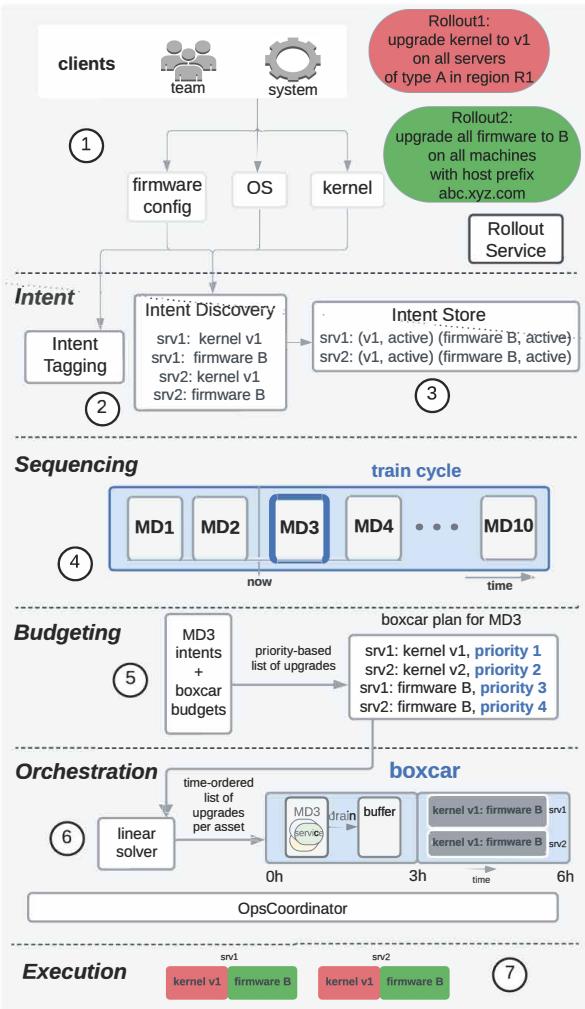 clients
team
system
Rollout1:
upgrade kernel to v1
on all servers
of type A in region R1
Rollout2:
upgrade all firmware to B
on all machines
with host prefix
abc.xyz.com
1
firmware
config
OS
kernel
Rollout
Service
Intent
Intent
Tagging
2
Intent Discovery
srv1: kernel v1
srv1: firmware B
srv2: kernel v1
srv2: firmware B
Intent Store
srv1: (v1, active) (firmware B, active)
srv2: (v1, active) (firmware B, active)
3
Sequencing
train cycle
MD1
MD2
MD3
MD4
MD10
4
now
time
Budgeting
5
MD3
intents
+
boxcar
budgets
priority-based
list of upgrades
boxcar plan for MD3
srv1: kernel v1, priority 1
srv2: kernel v2, priority 2
srv1: firmware B, priority 3
srv2: firmware B, priority 4
Orchestration
6
linear
solver
time-ordered
list of
upgrades
per asset
boxcar
MD3
service
drain
buffer
kernel v1: firmware B
srv1
kernel v1: firmware B
srv2
0h
3h
time
6h
OpsCoordinator
Execution
srv1
kernel v1
firmware B
srv2
kernel v1
firmware B
7